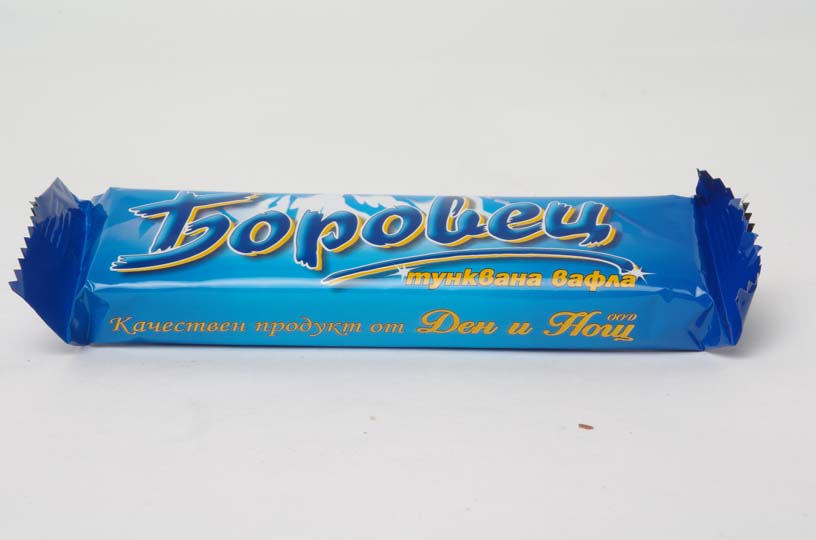 Боровец
тунквана вафла
Качествен продукт от Ден и Нощ ООД